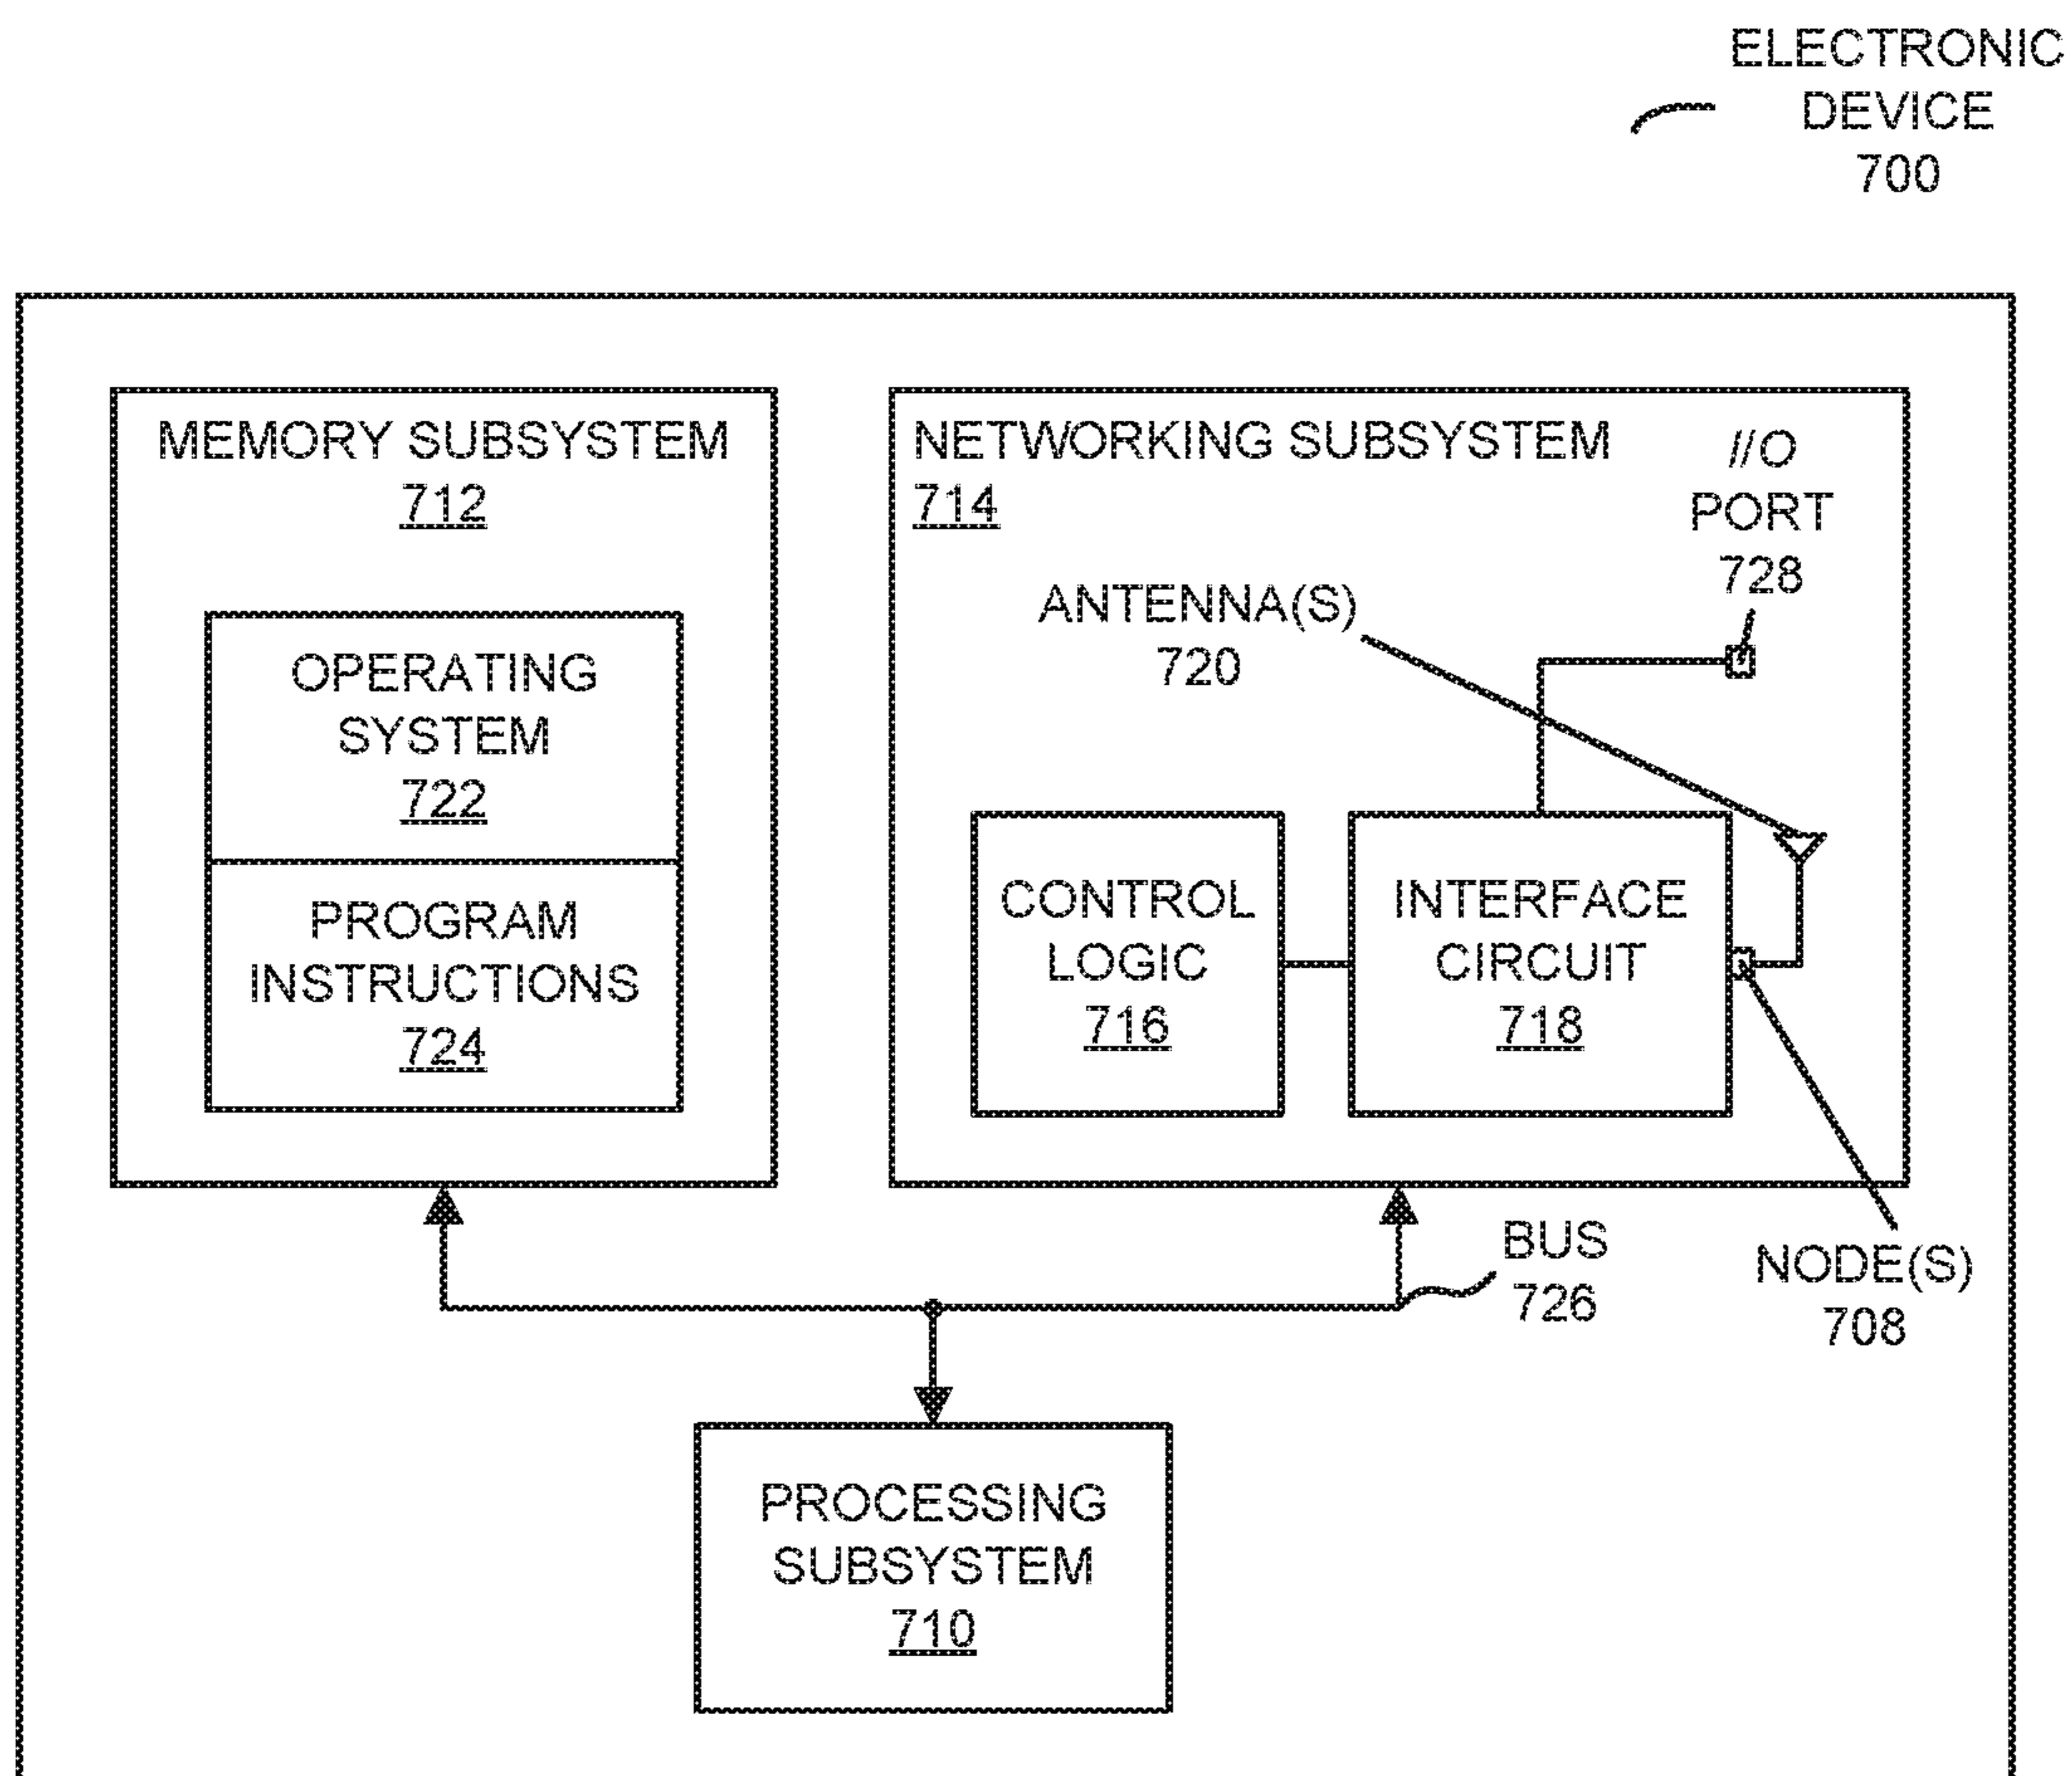 ELECTRONIC
DEVICE
700
MEMORY SUBSYSTEM
712
OPERATING
SYSTEM
722
PROGRAM
INSTRUCTIONS
724
NETWORKING SUBSYSTEM
714
I/O
PORT
728
ANTENNA(S)
720
CONTROL
LOGIC
716
INTERFACE
CIRCUIT
718
BUS
726
NODE(S)
708
PROCESSING
SUBSYSTEM
710